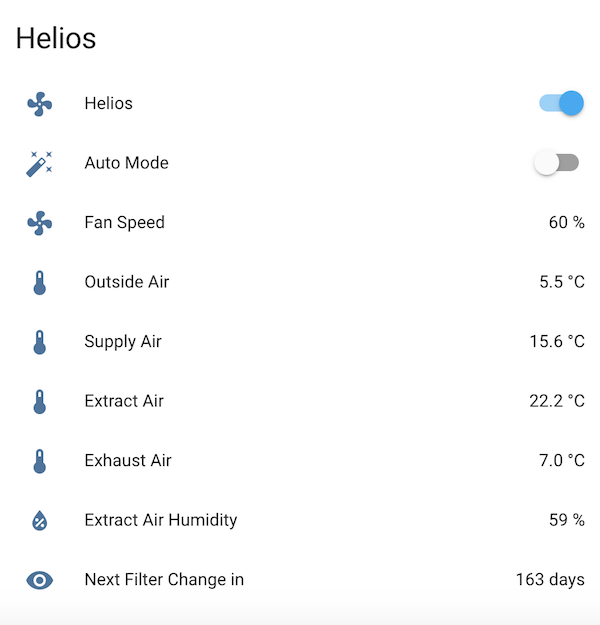 Helios
Helios
Auto Mode
Fan Speed 60 %
Outside Air 5.5 °C
Supply Air 15.6 °C
Extract Air 22.2 °C
Exhaust Air 7.0 °C
Extract Air Humidity 59 %
Next Filter Change in 163 days